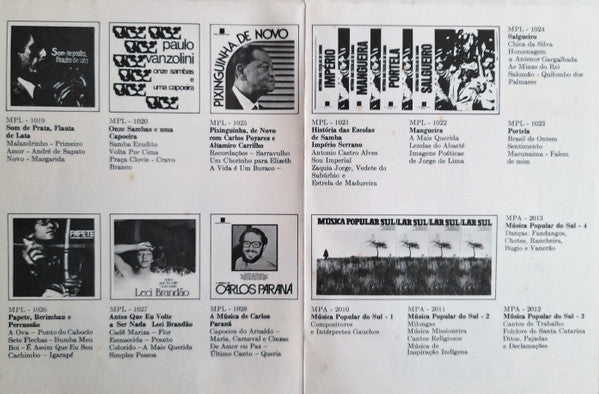 Som de prata,
flauta de lata
paulo
vanzolini
onze sambas
e
uma capoeira
PIXINGUINHA DE NOVO
IMPÉRIO
MANGUEIRA
PORTELA
SALGUEIRO
MPL - 1024
Salgueiro
Chica da Silva
Homenagem
a Antenor Gargalhada
As Minas do Rei
Salomão - Quilombo dos
Palmares
MPL - 1019
Som de Prata, Flauta
de Lata
Malandrinho - Primeiro
Amor - André de Sapato
Novo - Margarida
MPL - 1020
Onze Sambas e uma
Capoeira
Samba Erudito
Volta Por Cima
Praça Clovis - Cravo
Branco
MPL - 1025
Pixinguinha, de Novo
com Carlos Poyares e
Altamiro Carrilho
Recordações - Sarravulho
Um Chorinho para Elizeth
A Vida é Um Buraco -
MPL - 1021
História das Escolas
de Samba
Império Serrano
Antonio Castro Alves
Sou Imperial
Zaquia Jorge, Vedete do
Subúrbio e
Estrela de Madureira
MPL - 1022
Mangueira
A Mais Querida
Lendas do Abaeté
Imagens Poéticas
de Jorge de Lima
MPL - 1023
Portela
Brasil de Ontem
Sentimento
Macunaima - Falem
de mim
PAPETE
Leci Brandão
CARLOS PARANÁ
MÚSICA POPULAR SUL
LAR SUL
LAR SUL
LAR SUL
MPA - 2013
Música Popular do Sul - 4
Danças: Fandangos,
Chotes, Rancheira,
Bugio e Vanerão
MPL - 1026
Papete, Berimbau e
Percussão
A Ova - Ponto do Caboclo
Sete Flechas - Bumba Meu
Boi - É Assim Que Eu Sou
Cachimbo - Igarapé
MPL - 1027
Antes Que Eu Volte
a Ser Nada Leci Brandão
Cadê Marisa - Flor
Esmaecida - Pranto
Colorido - A Mais Querida
Simples Pessoa
MPL - 1028
A Música de Carlos
Paraná
Capoeira do Arnaldo -
Maria, Carnaval e Cinzas
De Amor ou Paz -
Último Canto - Queria
MPA - 2010
Música Popular do Sul - 1
Compositores
e Intérpretes Gaúchos
MPA - 2011
Música Popular do Sul - 2
Milongas
Música Missioneira
Cantos Religiosos
Música de
Inspiração Indígena
MPA - 2012
Música Popular do Sul - 3
Cantos de Trabalho
Folclore de Santa Catarina
Ditos, Pajadas
e Declamações